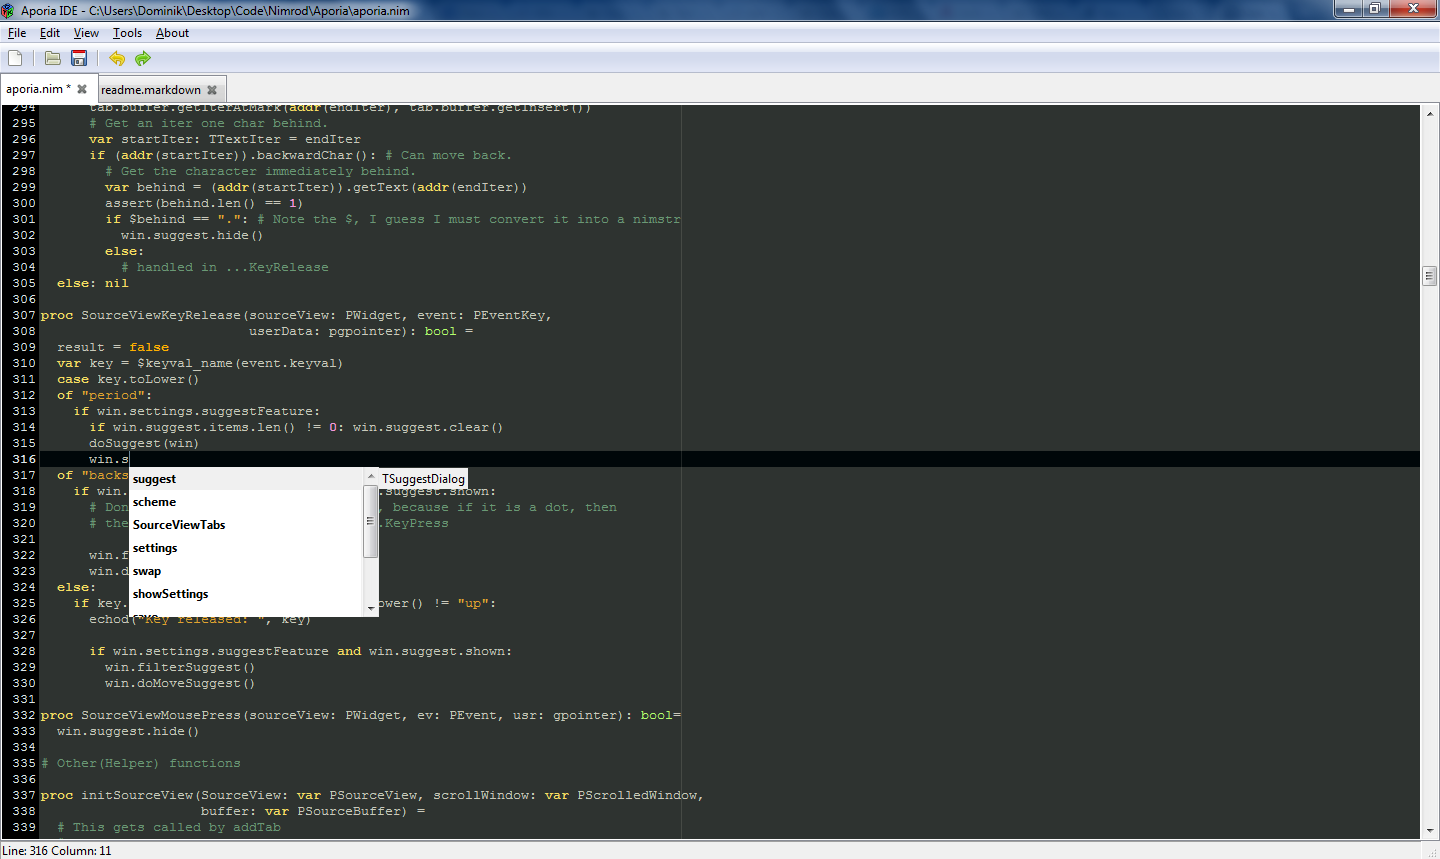 Aporia IDE - C:\Users\Dominik\Desktop\Code\Nimrod\Aporia\aporia.nim
File Edit View Tools About
aporia.nim * readme.markdown
294       tab.buffer.getIterAtMark(addr(endIter), tab.buffer.getInsert())
295       # Get an iter one char behind.
296       var startIter: TTextIter = endIter
297       if (addr(startIter)).backwardChar(): # Can move back.
298         # Get the character immediately behind.
299         var behind = (addr(startIter)).getText(addr(endIter))
300         assert(behind.len() == 1)
301         if $behind == ".": # Note the $, I guess I must convert it into a nimstr
302           win.suggest.hide()
303         else:
304           # handled in ...KeyRelease
305   else: nil
306
307 proc SourceViewKeyRelease(sourceView: PWidget, event: PEventKey,
308                           userData: pgpointer): bool =
309   result = false
310   var key = $keyval_name(event.keyval)
311   case key.toLower()
312   of "period":
313     if win.settings.suggestFeature:
314       if win.suggest.items.len() != 0: win.suggest.clear()
315       doSuggest(win)
316       win.s
317   of "backs
suggest
TSuggestDialog
318     if win. .suggest.shown:
scheme
319       # Don , because if it is a dot, then
320       # the .KeyPress
SourceViewTabs
321
settings
322       win.f
323       win.d
swap
324   else:
showSettings
325     if key. ower() != "up":
326       echod("Key released: ", key)
327
328       if win.settings.suggestFeature and win.suggest.shown:
329         win.filterSuggest()
330         win.doMoveSuggest()
331
332 proc SourceViewMousePress(sourceView: PWidget, ev: PEvent, usr: gpointer): bool=
333   win.suggest.hide()
334
335 # Other(Helper) functions
336
337 proc initSourceView(SourceView: var PSourceView, scrollWindow: var PScrolledWindow,
338                     buffer: var PSourceBuffer) =
339   # This gets called by addTab
Line: 316 Column: 11